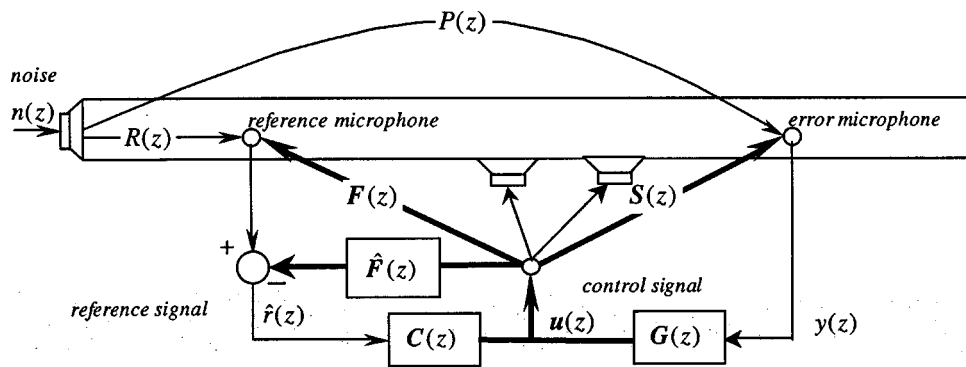 P(z)
noise
n(z)
R(z)
reference microphone
error microphone
F(z)
S(z)
+
F̂(z)
−
control signal
reference signal
r̂(z)
C(z)
u(z)
G(z)
y(z)